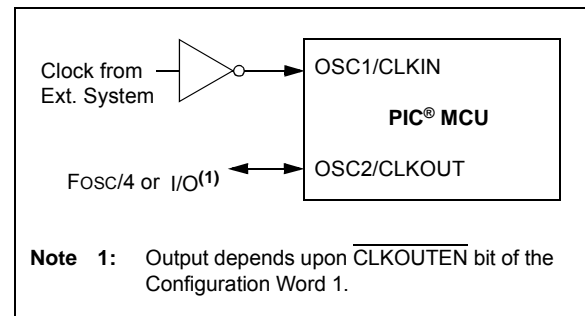 Clock from
Ext. System
OSC1/CLKIN
PIC® MCU
FOSC/4 or I/O(1)
OSC2/CLKOUT
Note 1: Output depends upon CLKOUTEN bit of the
Configuration Word 1.